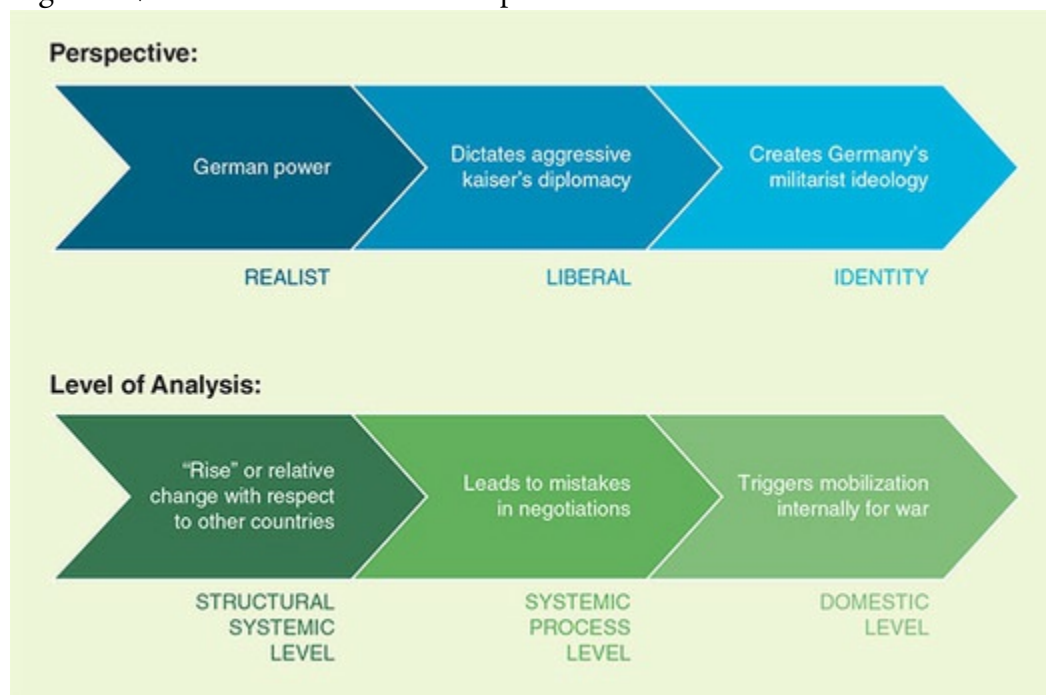 Perspective:
German power
Dictates aggressive
kaiser's diplomacy
Creates Germany's
militarist ideology
REALIST
LIBERAL
IDENTITY
Level of Analysis:
"Rise" or relative
change with respect
to other countries
Leads to mistakes
in negotiations
Triggers mobilization
internally for war
STRUCTURAL
SYSTEMIC
LEVEL
SYSTEMIC
PROCESS
LEVEL
DOMESTIC
LEVEL